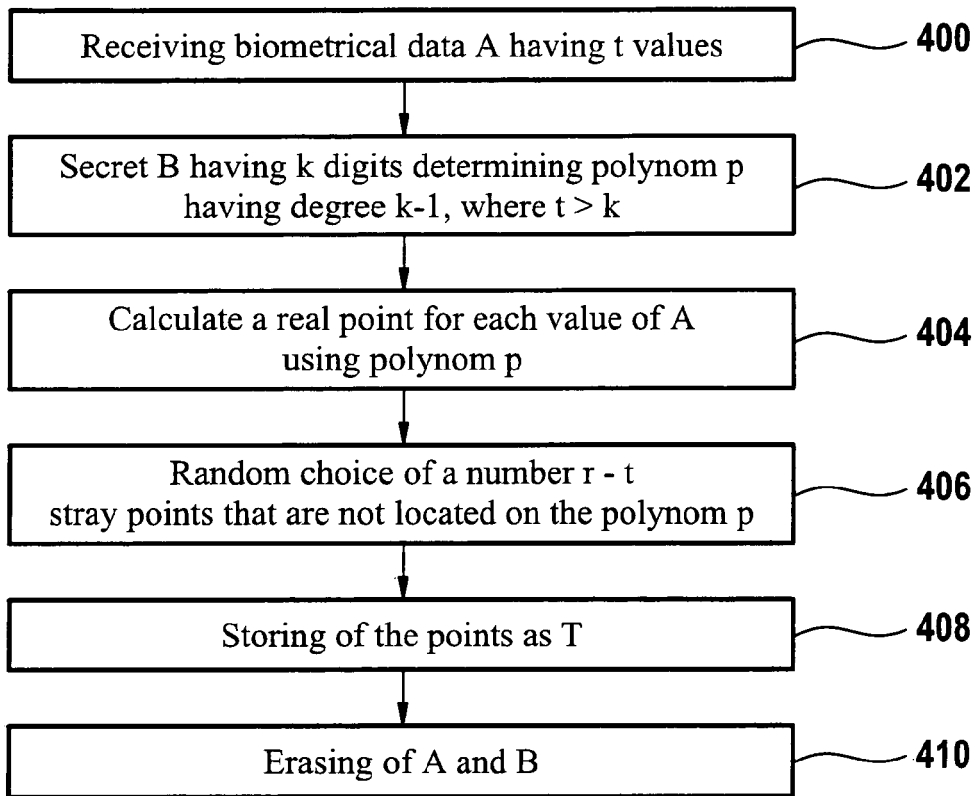 Receiving biometrical data A having t values
400
Secret B having k digits determining polynom p
having degree k-1, where t > k
402
Calculate a real point for each value of A
using polynom p
404
Random choice of a number r - t
stray points that are not located on the polynom p
406
Storing of the points as T
408
Erasing of A and B
410